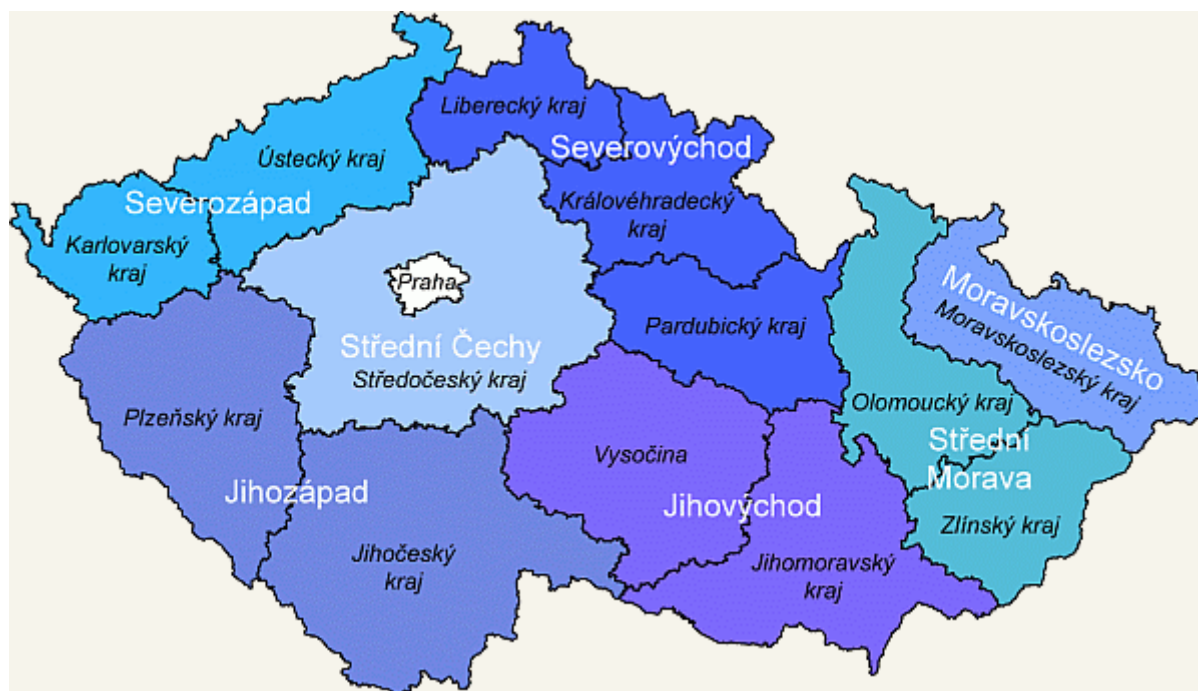 Liberecký kraj
Severovýchod
Ústecký kraj
Severozápad
Královéhradecký
kraj
Karlovarský
kraj
Praha
Moravskoslezsko
Moravskoslezský kraj
Pardubický kraj
Střední Čechy
Středočeský kraj
Plzeňský kraj
Olomoucký kraj
Střední
Morava
Vysočina
Jihozápad
Jihovýchod
Zlínský kraj
Jihočeský
kraj
Jihomoravský
kraj